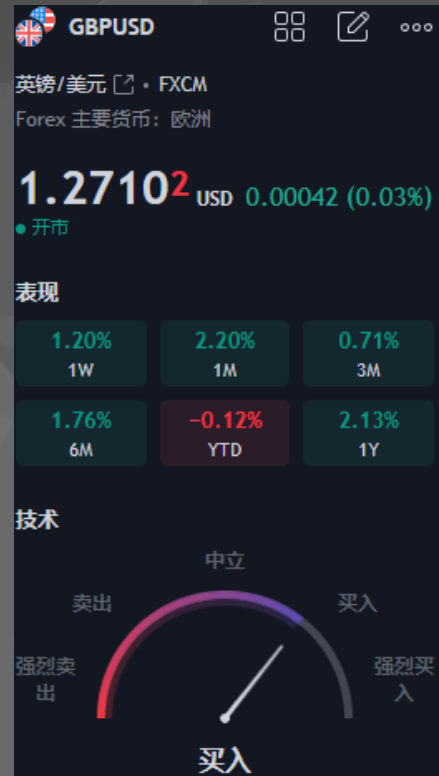 GBPUSD
英镑/美元 • FXCM
Forex 主要货币：欧洲
1.27102 USD 0.00042 (0.03%)
开市
表现
1.20% 2.20% 0.71%
1W 1M 3M
1.76% −0.12% 2.13%
6M YTD 1Y
技术
中立
卖出 买入
强烈卖 强烈买
出 入
买入